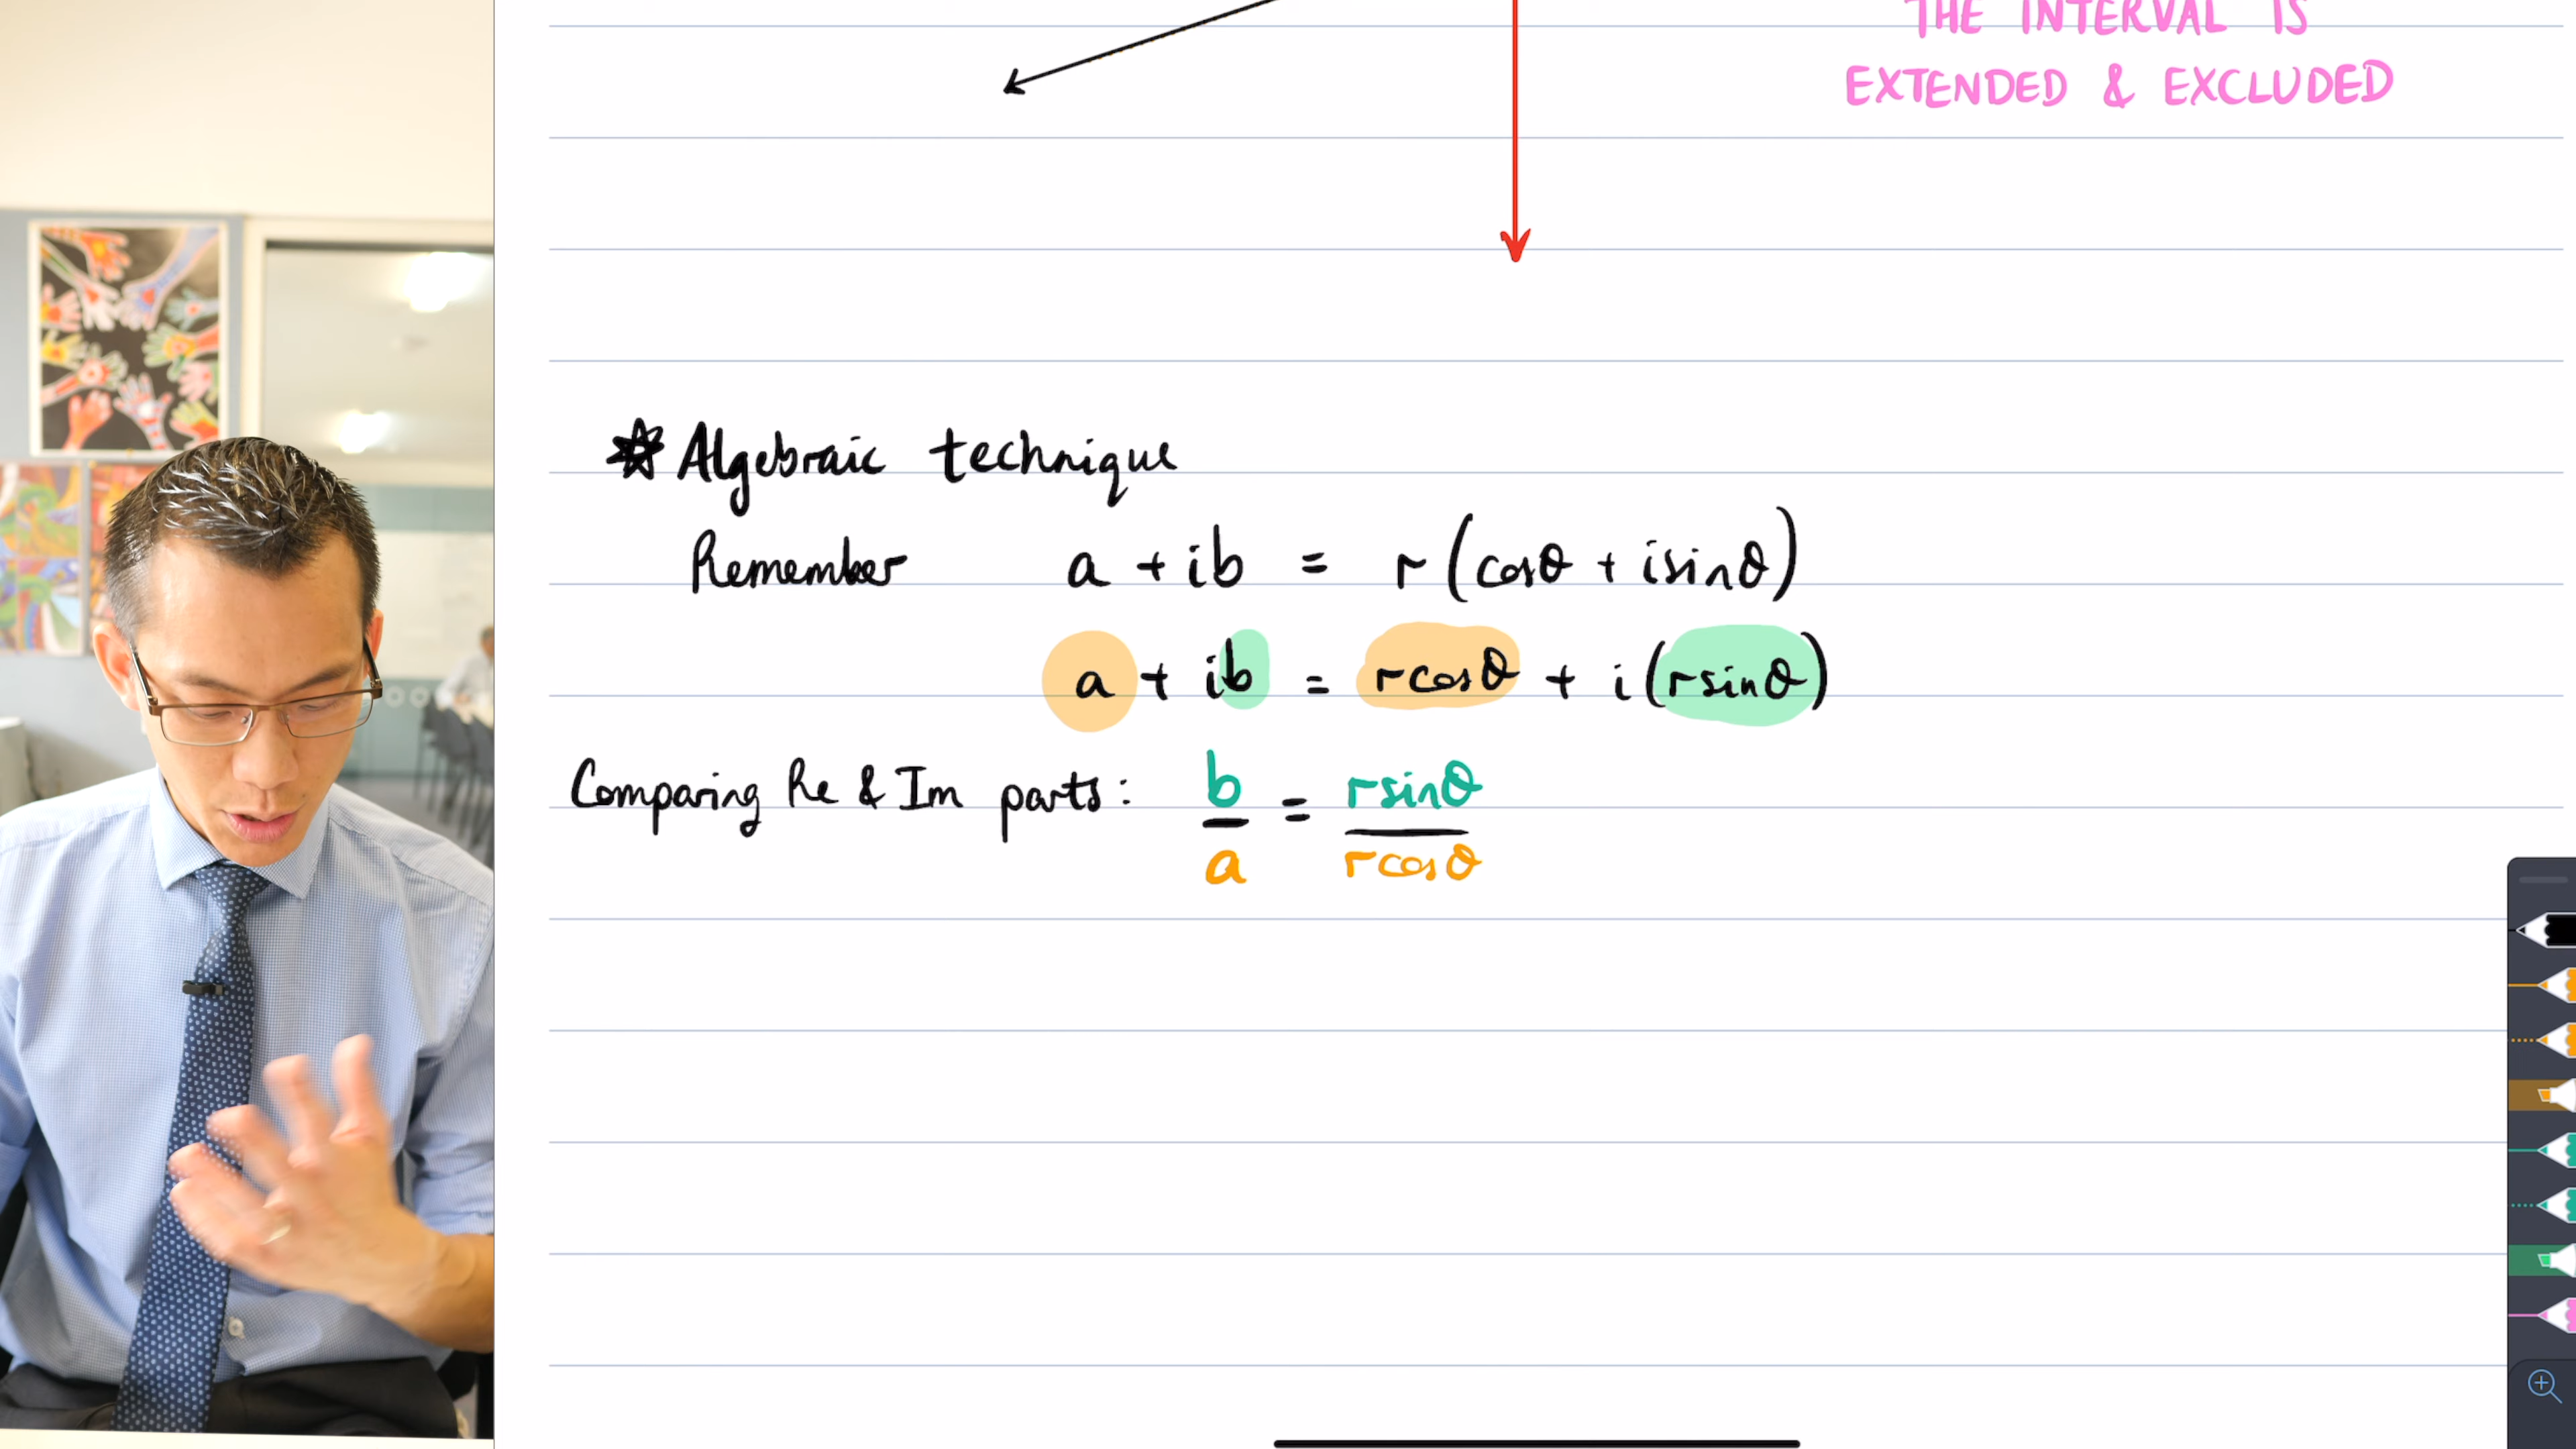 THE INTERVAL IS
EXTENDED & EXCLUDED
Algebraic technique
Remember a + ib = r(cosθ + isinθ)
a + ib = rcosθ + i(rsinθ)
Comparing Re & Im parts: b/a = rsinθ/rcosθ